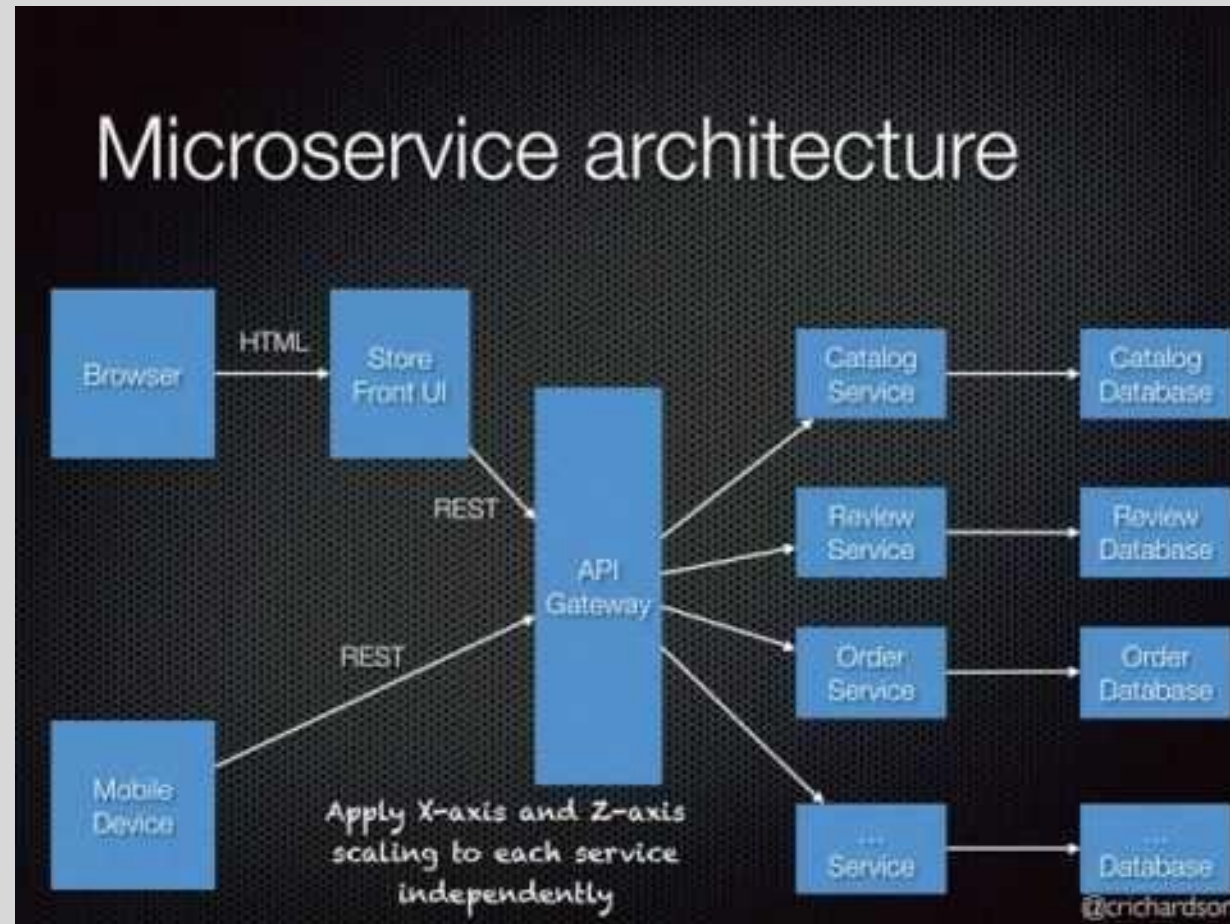 Microservice architecture
Browser
HTML
Store
Front UI
REST
API
Gateway
REST
Mobile
Device
Apply X-axis and Z-axis
scaling to each service
independently
Catalog
Service
Catalog
Database
Review
Service
Review
Database
Order
Service
Order
Database
...
Service
...
Database
@crichardson